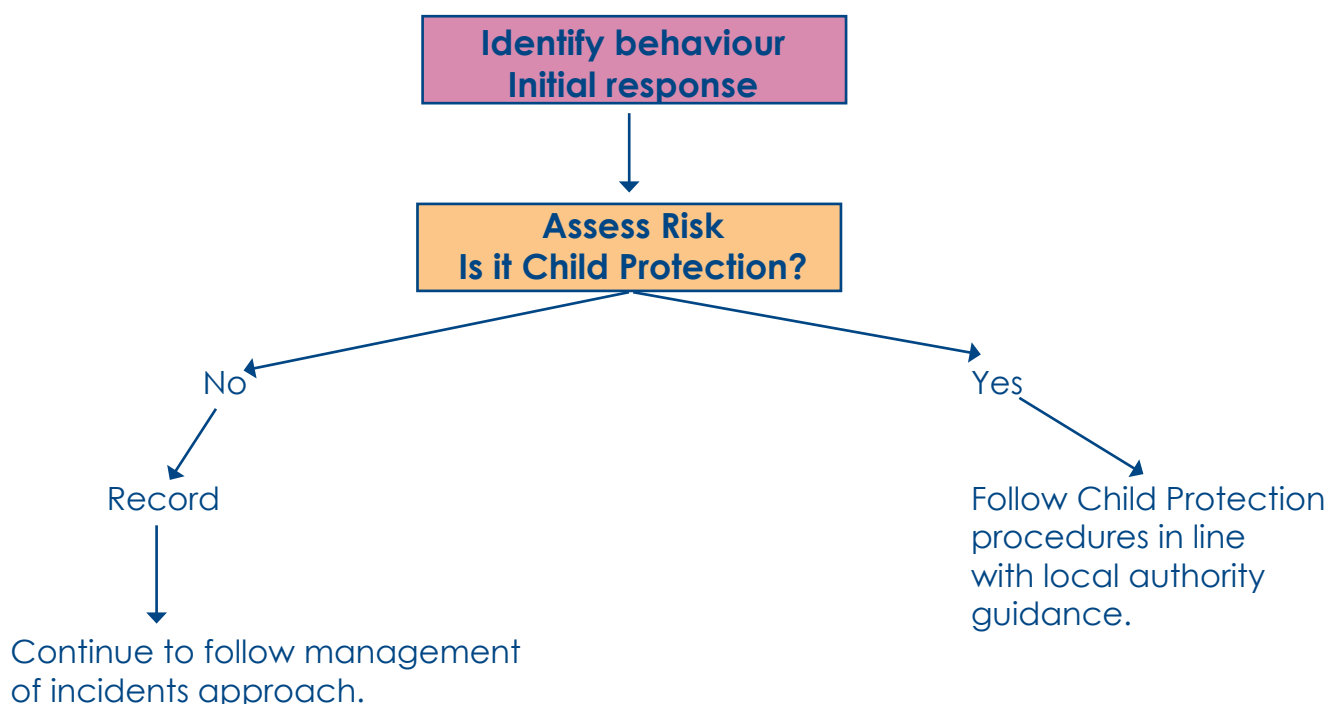 Identify behaviour
Initial response
Assess Risk
Is it Child Protection?
No
Yes
Record
Follow Child Protection
procedures in line
with local authority
guidance.
Continue to follow management
of incidents approach.